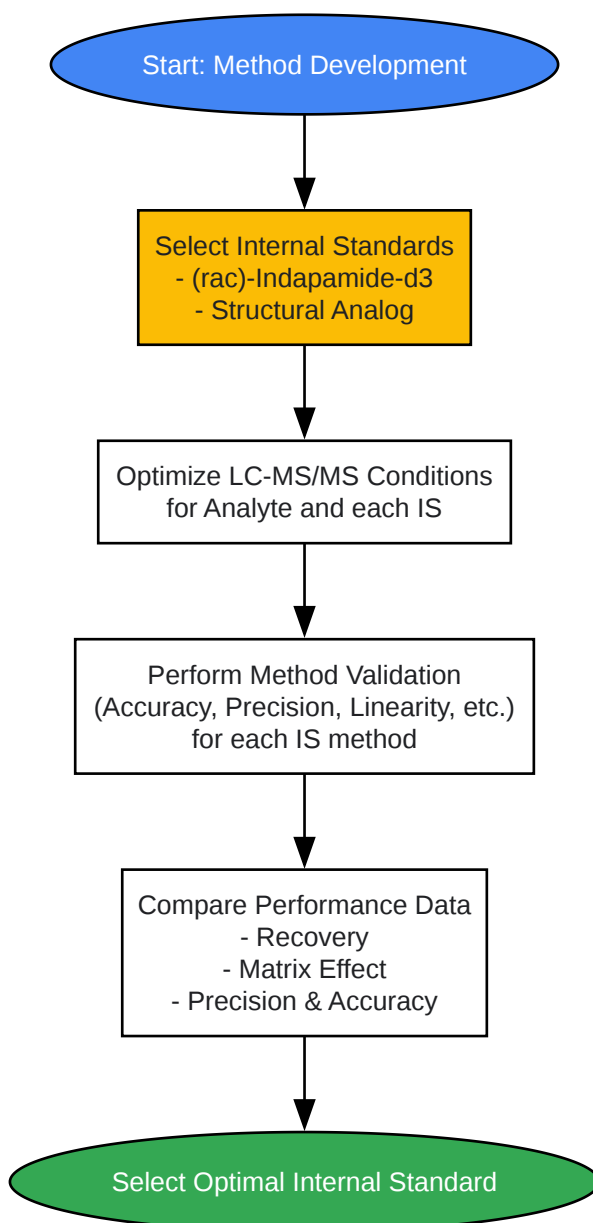 Start: Method Development
Select Internal Standards
- (rac)-Indapamide-d3
- Structural Analog
Optimize LC-MS/MS Conditions
for Analyte and each IS
Perform Method Validation
(Accuracy, Precision, Linearity, etc.)
for each IS method
Compare Performance Data
- Recovery
- Matrix Effect
- Precision & Accuracy
Select Optimal Internal Standard